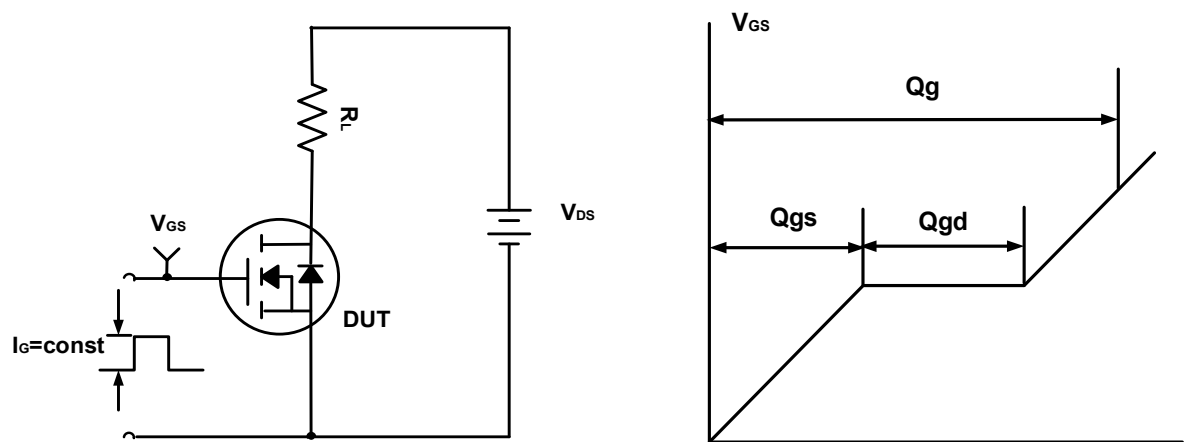 RL
VGS
VDS
DUT
IG=const
VGS
Qg
Qgs
Qgd